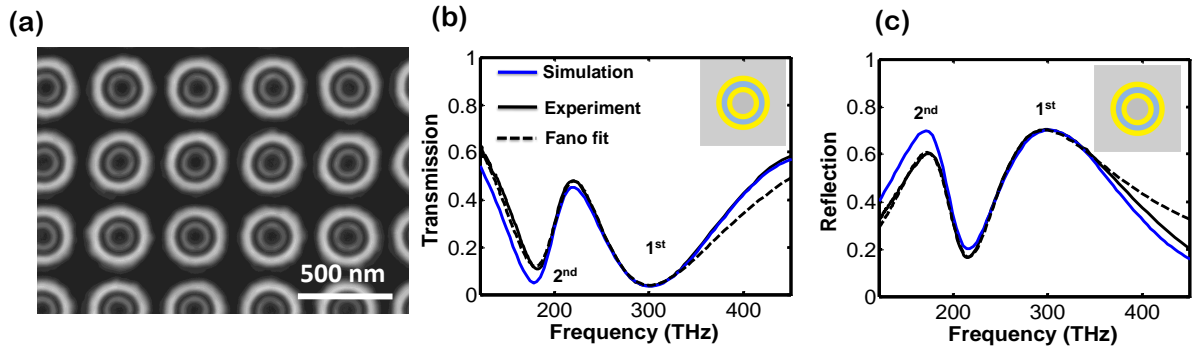 (a)
500 nm
(b)
Transmission
1
0.8
0.6
0.4
0.2
0
Simulation
Experiment
Fano fit
2nd
1st
200
300
400
Frequency (THz)
(c)
Reflection
1
0.8
0.6
0.4
0.2
0
2nd
1st
200
300
400
Frequency (THz)